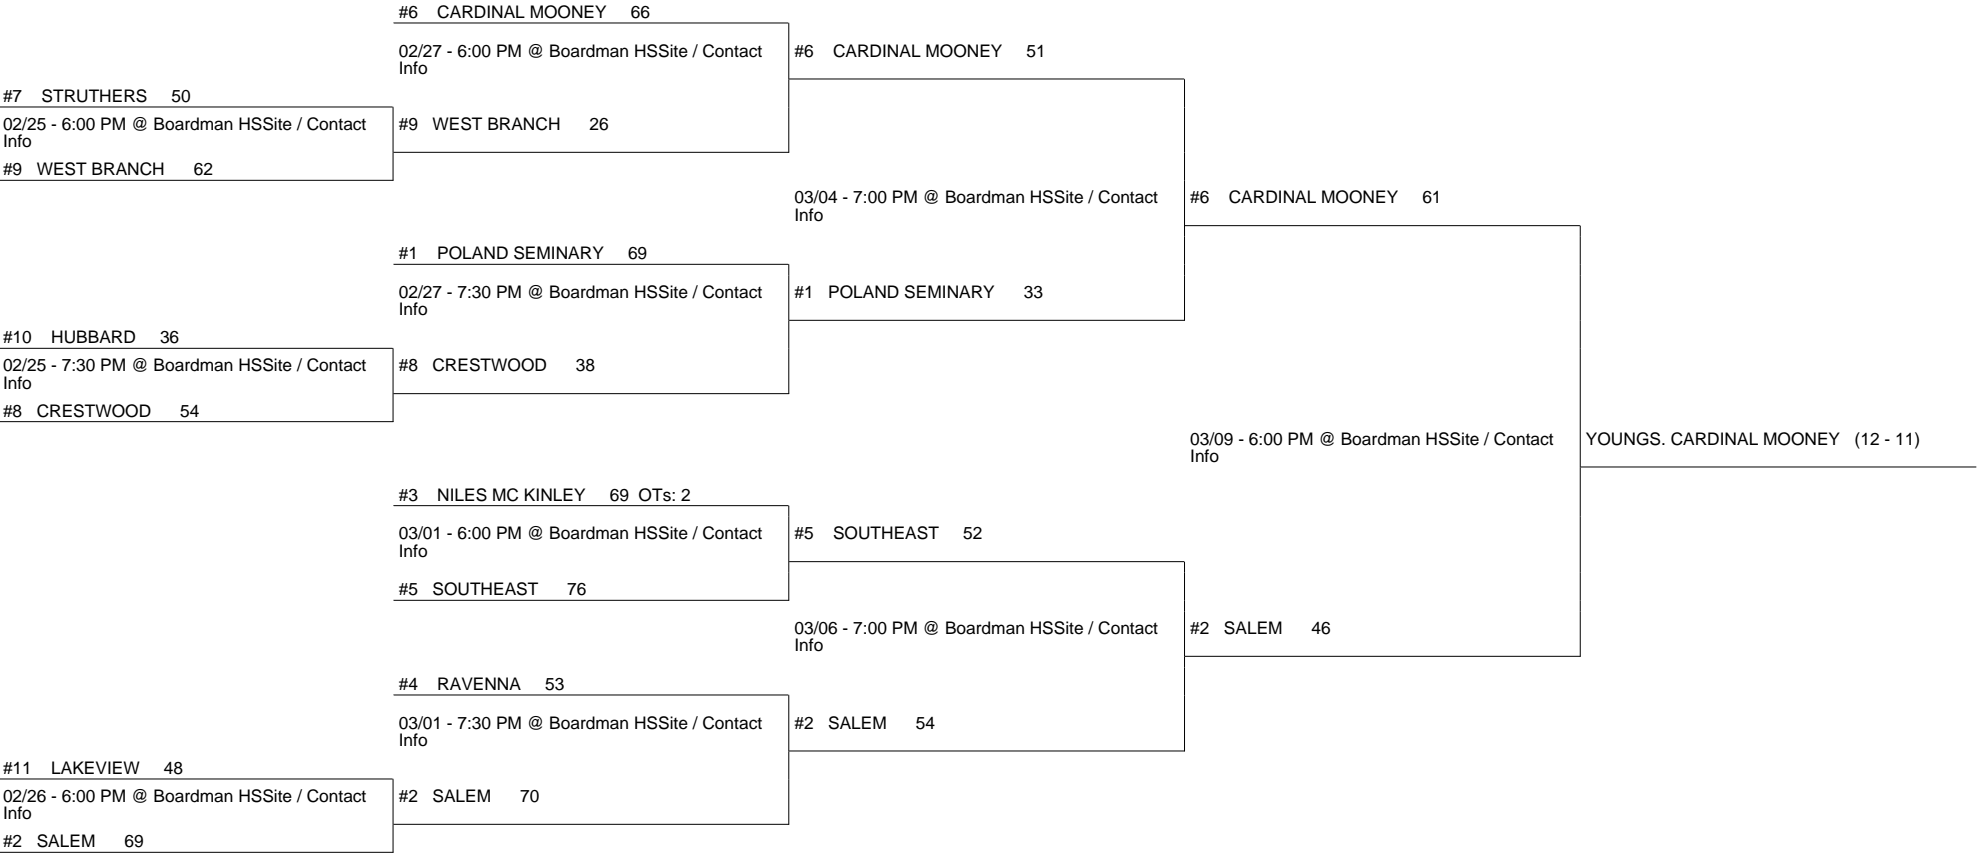 #6 CARDINAL MOONEY 66
02/27 - 6:00 PM @ Boardman HSSite / Contact
Info
#6 CARDINAL MOONEY 51
#7 STRUTHERS 50
02/25 - 6:00 PM @ Boardman HSSite / Contact
Info
#9 WEST BRANCH 26
#9 WEST BRANCH 62
03/04 - 7:00 PM @ Boardman HSSite / Contact
Info
#6 CARDINAL MOONEY 61
#1 POLAND SEMINARY 69
02/27 - 7:30 PM @ Boardman HSSite / Contact
Info
#1 POLAND SEMINARY 33
#10 HUBBARD 36
02/25 - 7:30 PM @ Boardman HSSite / Contact
Info
#8 CRESTWOOD 38
#8 CRESTWOOD 54
03/09 - 6:00 PM @ Boardman HSSite / Contact
Info
YOUNGS. CARDINAL MOONEY (12 - 11)
#3 NILES MC KINLEY 69 OTs: 2
03/01 - 6:00 PM @ Boardman HSSite / Contact
Info
#5 SOUTHEAST 52
#5 SOUTHEAST 76
03/06 - 7:00 PM @ Boardman HSSite / Contact
Info
#2 SALEM 46
#4 RAVENNA 53
03/01 - 7:30 PM @ Boardman HSSite / Contact
Info
#2 SALEM 54
#11 LAKEVIEW 48
02/26 - 6:00 PM @ Boardman HSSite / Contact
Info
#2 SALEM 70
#2 SALEM 69